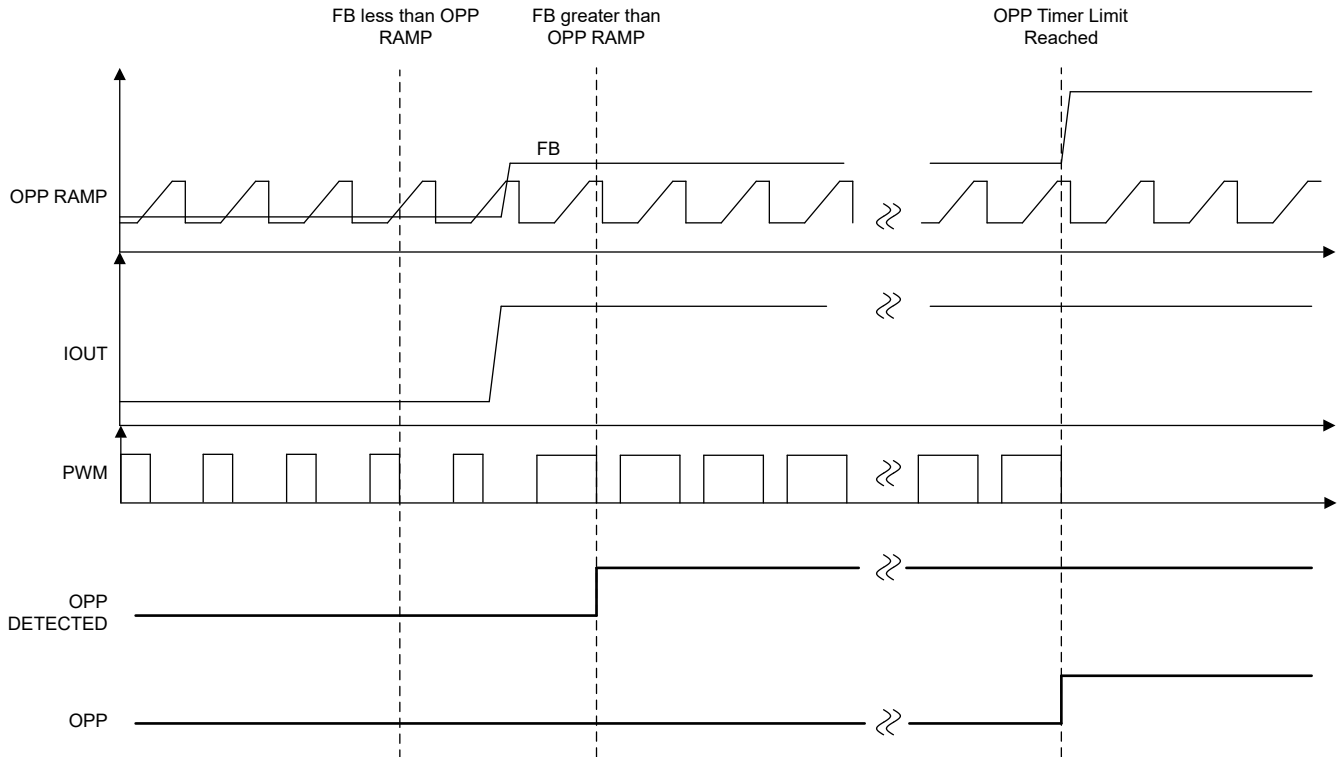 FB less than OPP
RAMP
FB greater than
OPP RAMP
OPP Timer Limit
Reached
FB
OPP RAMP
IOUT
PWM
OPP
DETECTED
OPP